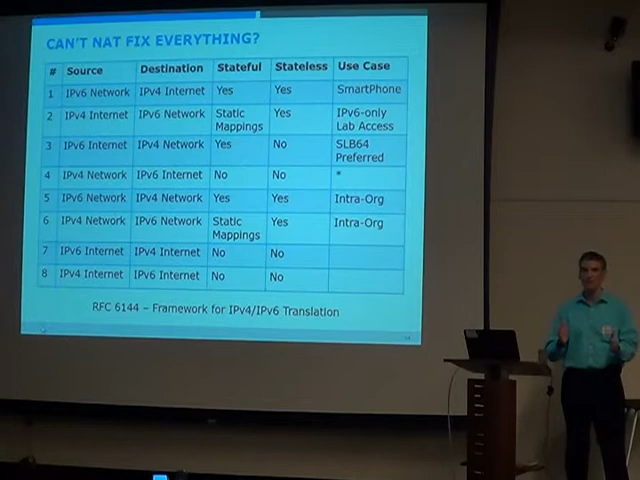 CAN'T NAT FIX EVERYTHING?
# Source Destination Stateful Stateless Use Case
1 IPv6 Network IPv4 Internet Yes Yes SmartPhone
2 IPv4 Internet IPv6 Network Static Mappings Yes IPv6-only Lab Access
3 IPv6 Internet IPv4 Network Yes No SLB64 Preferred
4 IPv4 Network IPv6 Internet No No *
5 IPv6 Network IPv4 Network Yes Yes Intra-Org
6 IPv4 Network IPv6 Network Static Mappings Yes Intra-Org
7 IPv6 Internet IPv4 Internet No No
8 IPv4 Internet IPv6 Internet No No
RFC 6144 – Framework for IPv4/IPv6 Translation